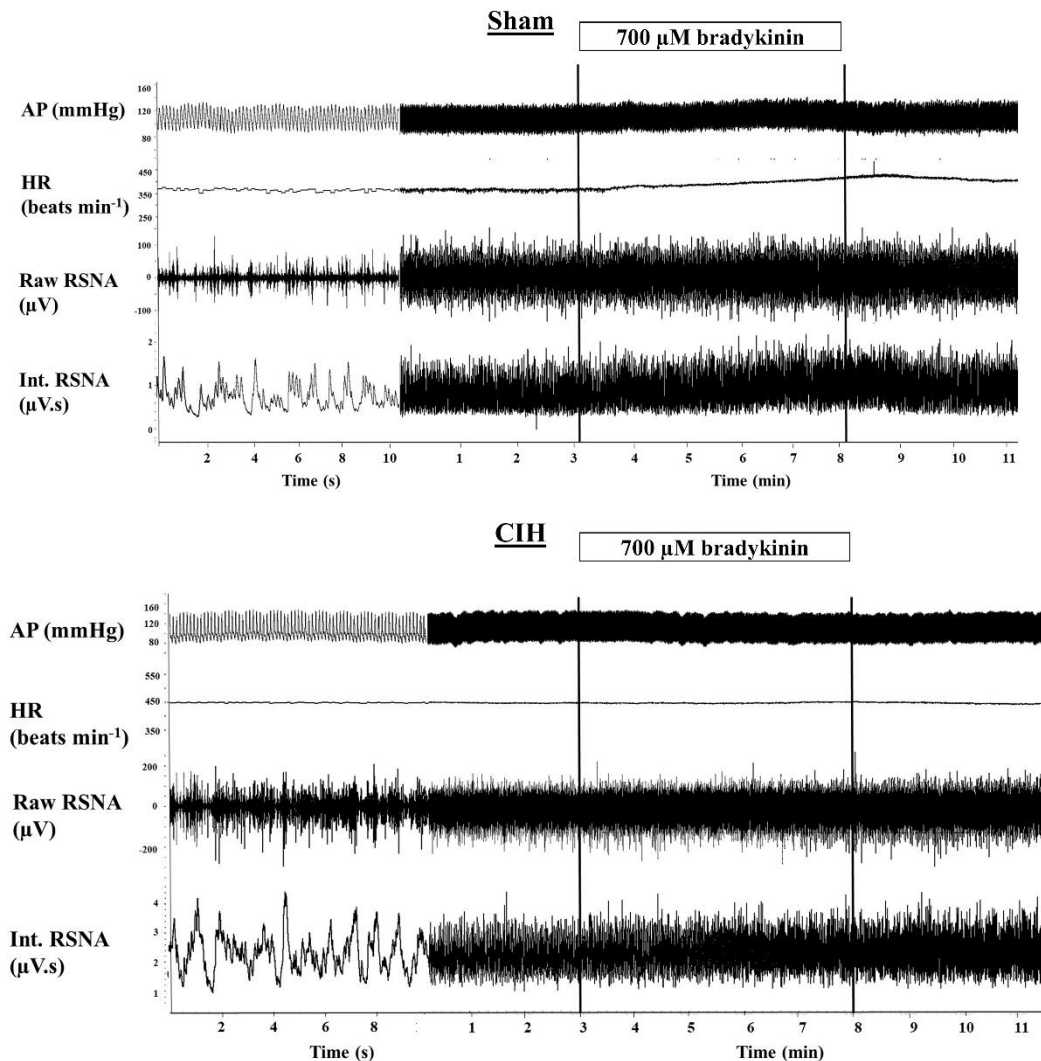 Sham
700 µM bradykinin
AP (mmHg)
160
120
80
HR
(beats min-1)
450
350
250
Raw RSNA
(µV)
100
0
-100
Int. RSNA
(µV.s)
2
1
0
2 4 6 8 10 1 2 3 4 5 6 7 8 9 10 11
Time (s) Time (min)
CIH
700 µM bradykinin
AP (mmHg)
160
120
80
HR
(beats min-1)
550
450
350
Raw RSNA
(µV)
200
0
-200
Int. RSNA
(µV.s)
4
3
2
1
2 4 6 8 1 2 3 4 5 6 7 8 9 10 11
Time (s) Time (min)